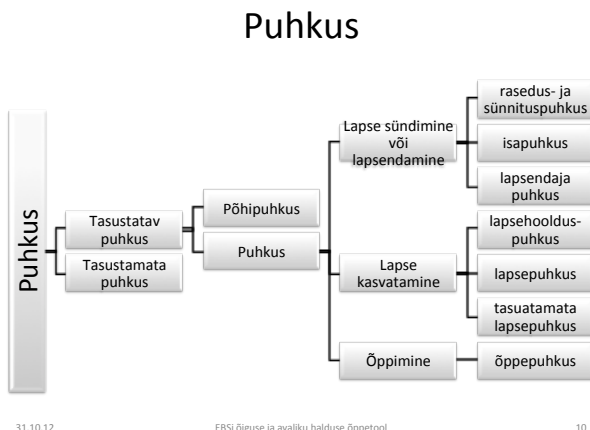 Puhkus
Puhkus
Tasustatav
puhkus
Tasustamata
puhkus
Põhipuhkus
Puhkus
Lapse sündimine
või
lapsendamine
rasedus- ja
sünnituspuhkus
isapuhkus
lapsendaja
puhkus
Lapse
kasvatamine
lapsehooldus-
puhkus
lapsepuhkus
tasuatamata
lapsepuhkus
Õppimine
õppepuhkus
31.10.12
EBSi õiguse ja avaliku halduse õppetool
10